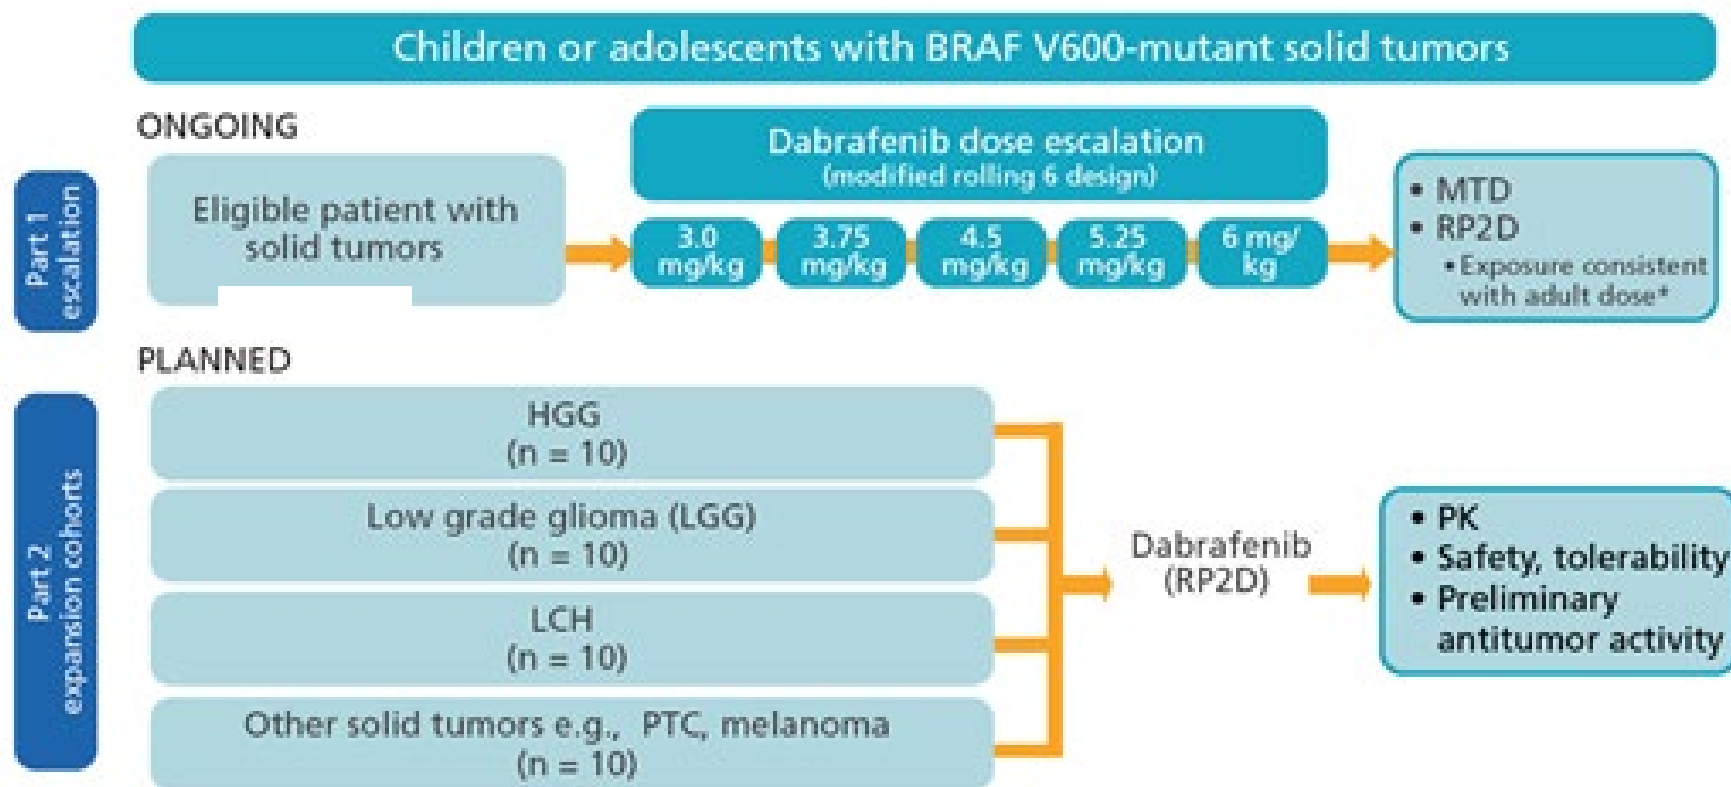 Children or adolescents with BRAF V600-mutant solid tumors
ONGOING
Part 1
escalation
Eligible patient with
solid tumors
Dabrafenib dose escalation
(modified rolling 6 design)
3.0
mg/kg
3.75
mg/kg
4.5
mg/kg
5.25
mg/kg
6 mg/
kg
• MTD
• RP2D
• Exposure consistent
with adult dose*
PLANNED
Part 2
expansion cohorts
HGG
(n = 10)
Low grade glioma (LGG)
(n = 10)
LCH
(n = 10)
Other solid tumors e.g., PTC, melanoma
(n = 10)
Dabrafenib
(RP2D)
• PK
• Safety, tolerability
• Preliminary
antitumor activity